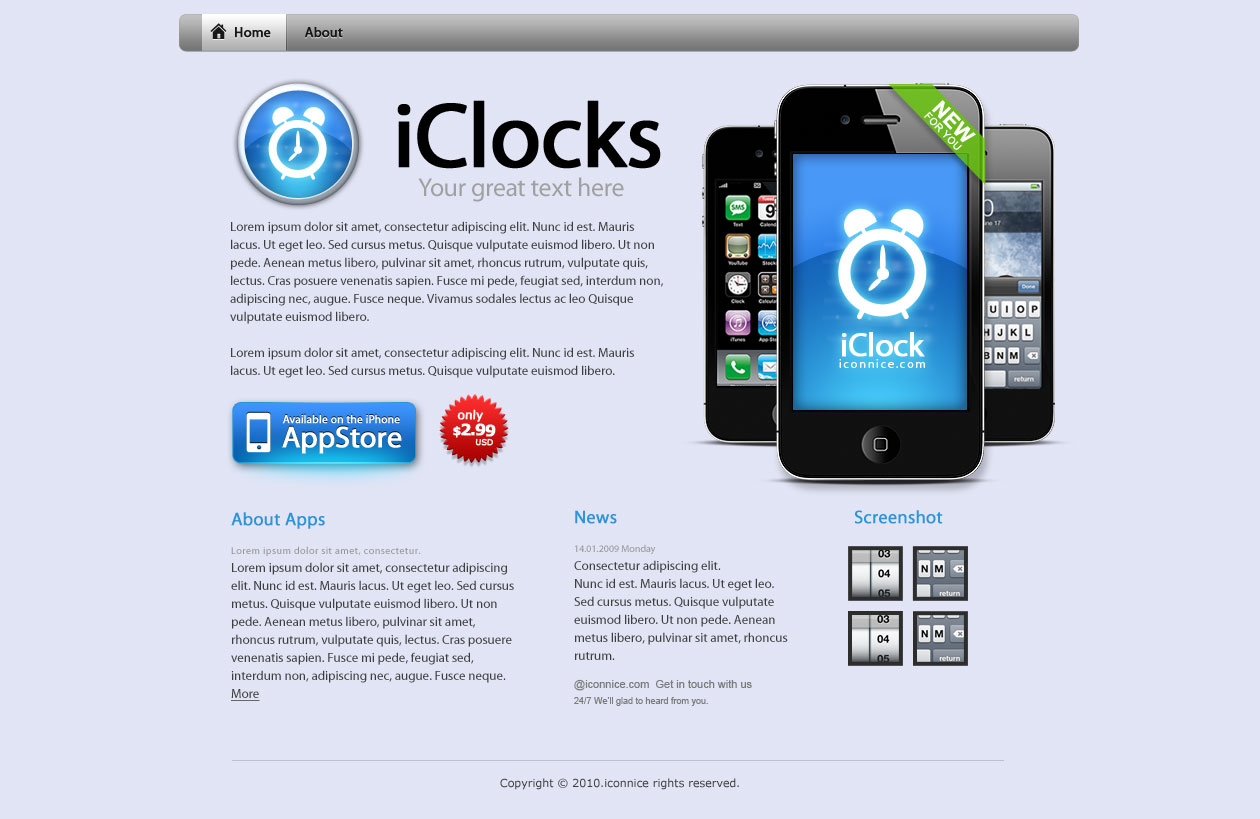 Home
About
iClocks
Your great text here
Lorem ipsum dolor sit amet, consectetur adipiscing elit. Nunc id est. Mauris
lacus. Ut eget leo. Sed cursus metus. Quisque vulputate euismod libero. Ut non
pede. Aenean metus libero, pulvinar sit amet, rhoncus rutrum, vulputate quis,
lectus. Cras posuere venenatis sapien. Fusce mi pede, feugiat sed, interdum non,
adipiscing nec, augue. Fusce neque. Vivamus sodales lectus ac leo Quisque
vulputate euismod libero.
Lorem ipsum dolor sit amet, consectetur adipiscing elit. Nunc id est. Mauris
lacus. Ut eget leo. Sed cursus metus. Quisque vulputate euismod libero.
Available on the iPhone
AppStore
only
$2.99
USD
NEW
FOR YOU
SMS
9
Text
YouTube
Clock
iTunes
iClock
iconnice.com
0
Done
U I O P
H J K L
B N M
return
About Apps
Lorem ipsum dolor sit amet, consectetur.
Lorem ipsum dolor sit amet, consectetur adipiscing
elit. Nunc id est. Mauris lacus. Ut eget leo. Sed cursus
metus. Quisque vulputate euismod libero. Ut non
pede. Aenean metus libero, pulvinar sit amet,
rhoncus rutrum, vulputate quis, lectus. Cras posuere
venenatis sapien. Fusce mi pede, feugiat sed,
interdum non, adipiscing nec, augue. Fusce neque.
More
News
14.01.2009 Monday
Consectetur adipiscing elit.
Nunc id est. Mauris lacus. Ut eget leo.
Sed cursus metus. Quisque vulputate
euismod libero. Ut non pede. Aenean
metus libero, pulvinar sit amet, rhoncus
rutrum.
@iconnice.com Get in touch with us
24/7 We'll glad to heard from you.
Screenshot
03
04
05
N M
return
03
04
05
N M
return
Copyright © 2010.iconnice rights reserved.